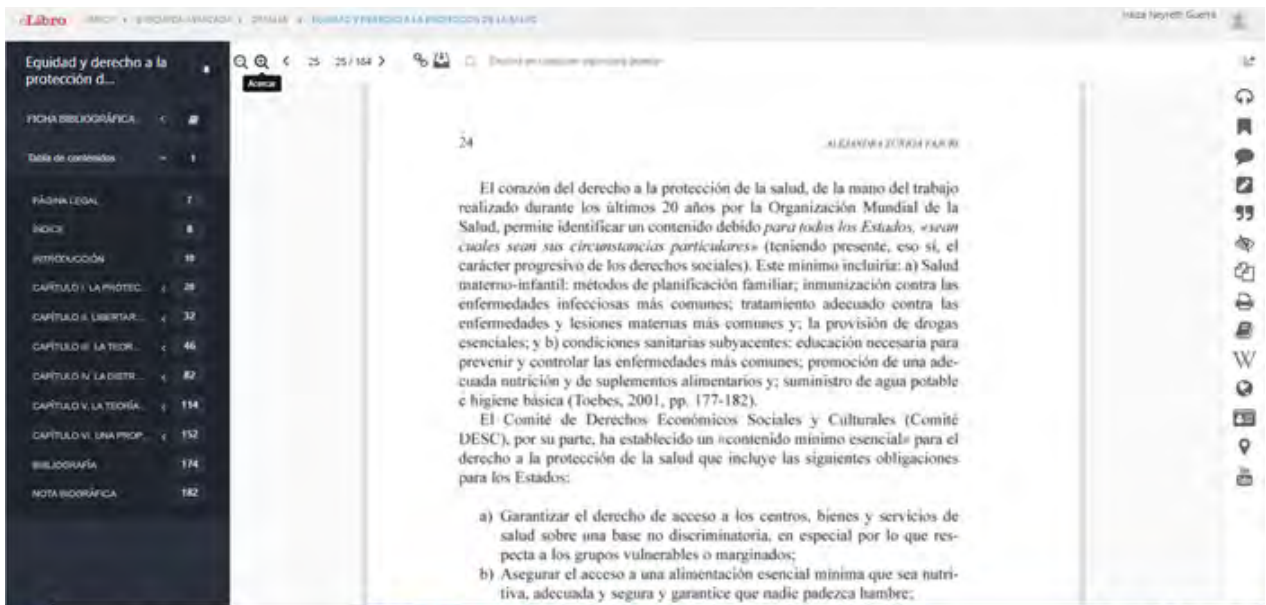 eLibro INICIO BÚSQUEDA AVANZADA DETALLE EQUIDAD Y DERECHO A LA PROTECCIÓN DE LA SALUD
Equidad y derecho a la
protección d...
25 25 / 184
Acercar
FICHA BIBLIOGRÁFICA
Tabla de contenidos 1
PÁGINA LEGAL 7
ÍNDICE 8
INTRODUCCIÓN 10
CAPÍTULO I. LA PROTEC...
CAPÍTULO II. LIBERTAR... 32
CAPÍTULO III. LA TEOR... 46
CAPÍTULO IV. LA DISTR... 82
CAPÍTULO V. LA TEORÍA... 114
CAPÍTULO VI. UNA PROP... 152
BIBLIOGRAFÍA 174
NOTA BIOGRÁFICA 182
24
El corazón del derecho a la protección de la salud, de la mano del trabajo
realizado durante los últimos 20 años por la Organización Mundial de la
Salud, permite identificar un contenido debido para todos los Estados, «sean
cuales sean sus circunstancias particulares» (teniendo presente, eso sí, el
carácter progresivo de los derechos sociales). Este mínimo incluiría: a) Salud
materno-infantil: métodos de planificación familiar; inmunización contra las
enfermedades infecciosas más comunes; tratamiento adecuado contra las
enfermedades y lesiones maternas más comunes y; la provisión de drogas
esenciales; y b) condiciones sanitarias subyacentes: educación necesaria para
prevenir y controlar las enfermedades más comunes; promoción de una ade-
cuada nutrición y de suplementos alimentarios y; suministro de agua potable
e higiene básica (Toebes, 2001, pp. 177-182).
El Comité de Derechos Económicos Sociales y Culturales (Comité
DESC), por su parte, ha establecido un «contenido mínimo esencial» para el
derecho a la protección de la salud que incluye las siguientes obligaciones
para los Estados:
a) Garantizar el derecho de acceso a los centros, bienes y servicios de
salud sobre una base no discriminatoria, en especial por lo que res-
pecta a los grupos vulnerables o marginados;
b) Asegurar el acceso a una alimentación esencial mínima que sea nutri-
tiva, adecuada y segura y garantice que nadie padezca hambre;